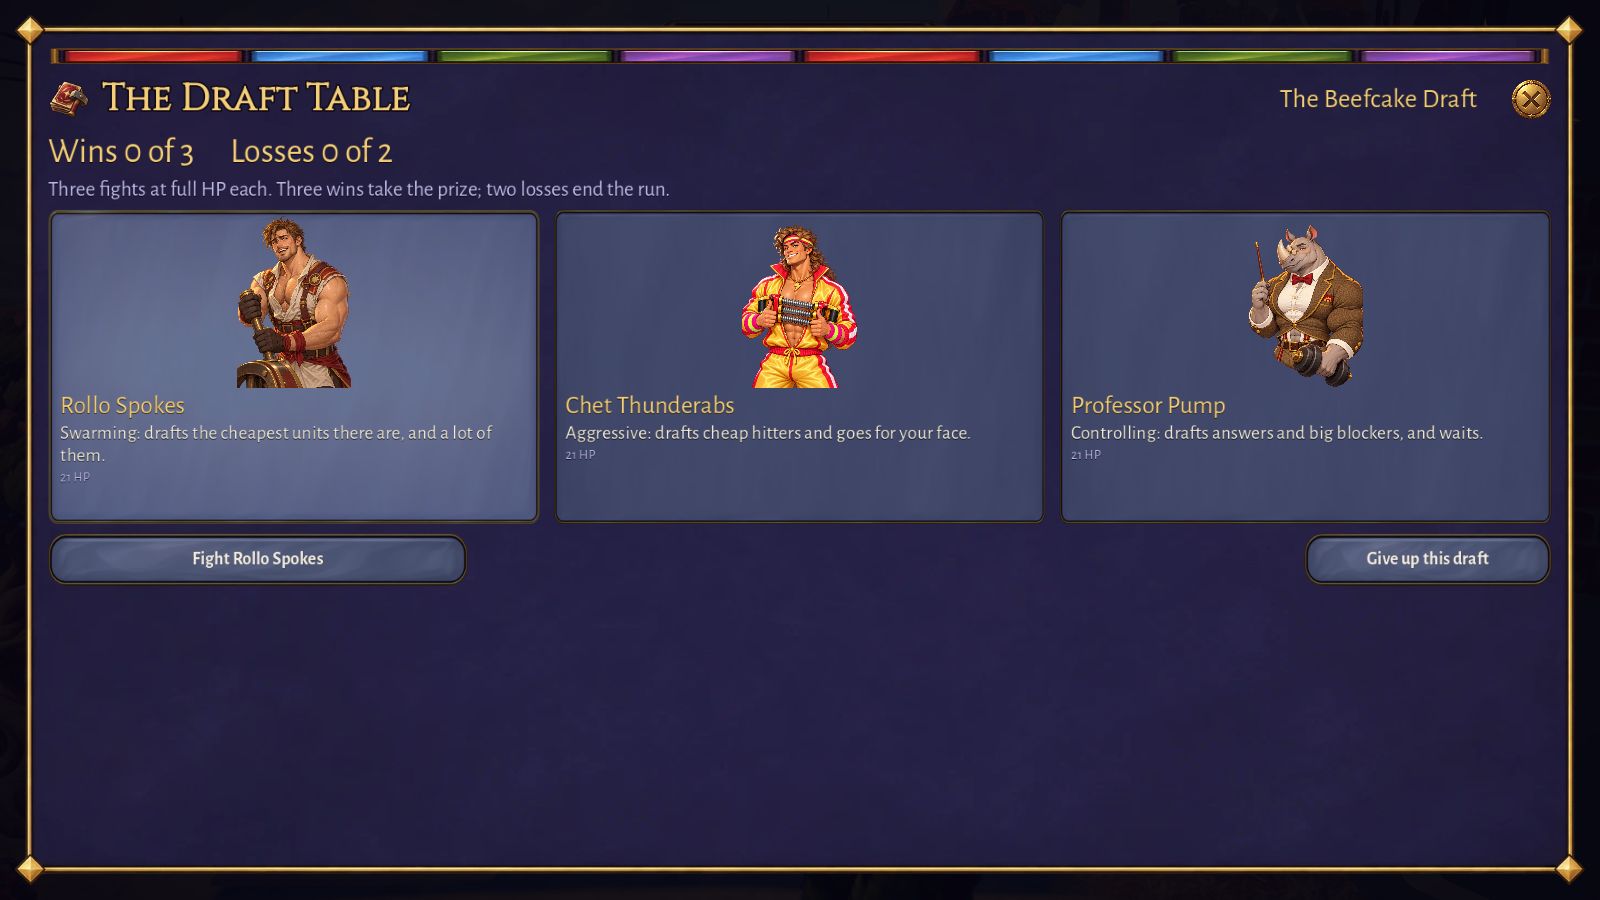 The Draft Table
The Beefcake Draft
Wins 0 of 3
Losses 0 of 2
Three fights at full HP each. Three wins take the prize; two losses end the run.
Rollo Spokes
Swarming: drafts the cheapest units there are, and a lot of
them.
21 HP
Chet Thunderabs
Aggressive: drafts cheap hitters and goes for your face.
21 HP
Professor Pump
Controlling: drafts answers and big blockers, and waits.
21 HP
Fight Rollo Spokes
Give up this draft